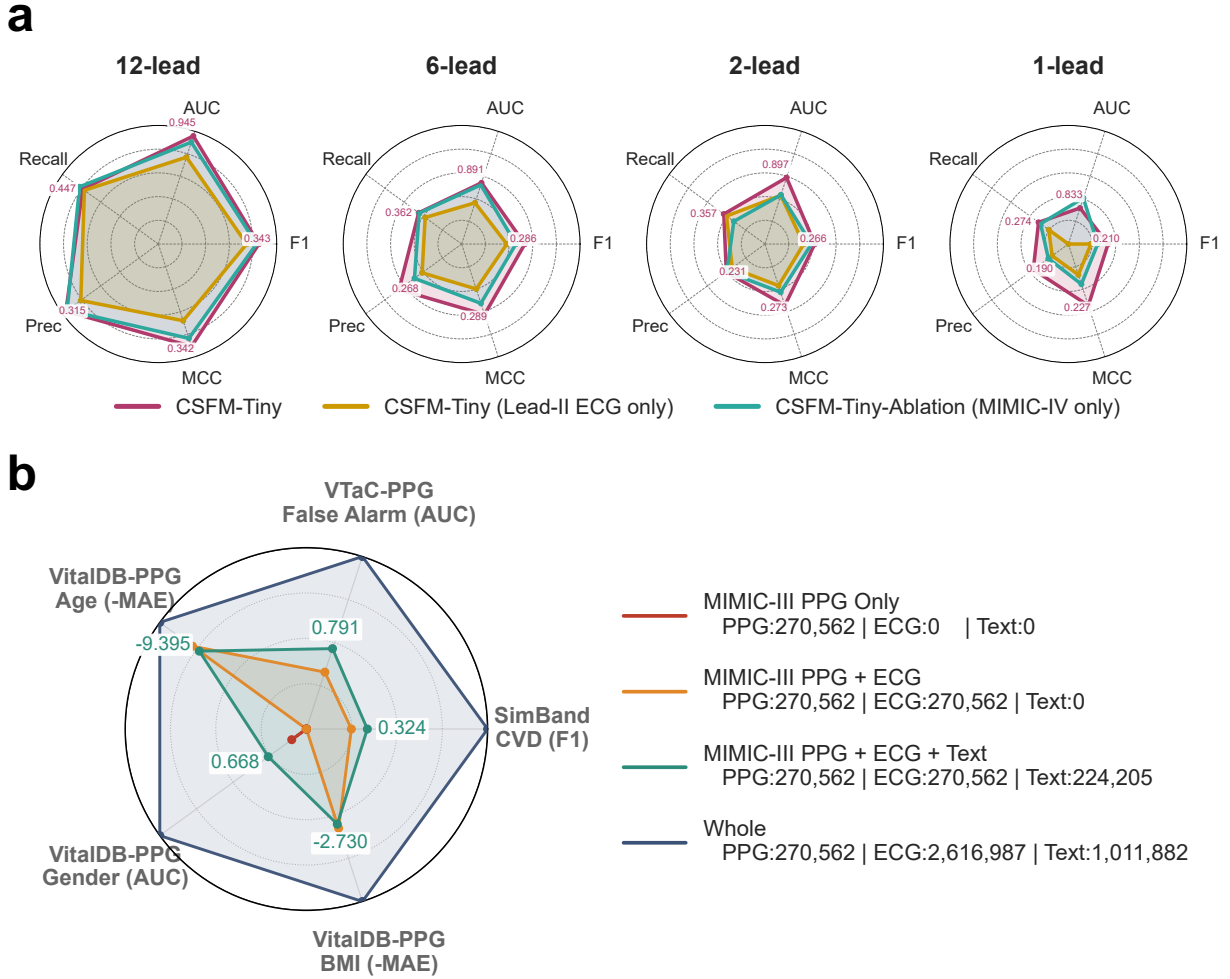 a
12-lead
6-lead
2-lead
1-lead
AUC
0.945
Recall
0.447
0.343
F1
0.315
Prec
0.342
MCC
AUC
0.891
Recall
0.362
0.286
F1
0.268
Prec
0.289
MCC
AUC
0.897
Recall
0.357
0.266
F1
0.231
Prec
0.273
MCC
AUC
0.833
Recall
0.274
0.210
F1
0.190
Prec
0.227
MCC
CSFM-Tiny
CSFM-Tiny (Lead-II ECG only)
CSFM-Tiny-Ablation (MIMIC-IV only)
b
VTaC-PPG
False Alarm (AUC)
VitalDB-PPG
Age (-MAE)
-9.395
0.791
SimBand
CVD (F1)
0.324
0.668
-2.730
VitalDB-PPG
Gender (AUC)
VitalDB-PPG
BMI (-MAE)
MIMIC-III PPG Only
PPG:270,562 | ECG:0 | Text:0
MIMIC-III PPG + ECG
PPG:270,562 | ECG:270,562 | Text:0
MIMIC-III PPG + ECG + Text
PPG:270,562 | ECG:270,562 | Text:224,205
Whole
PPG:270,562 | ECG:2,616,987 | Text:1,011,882